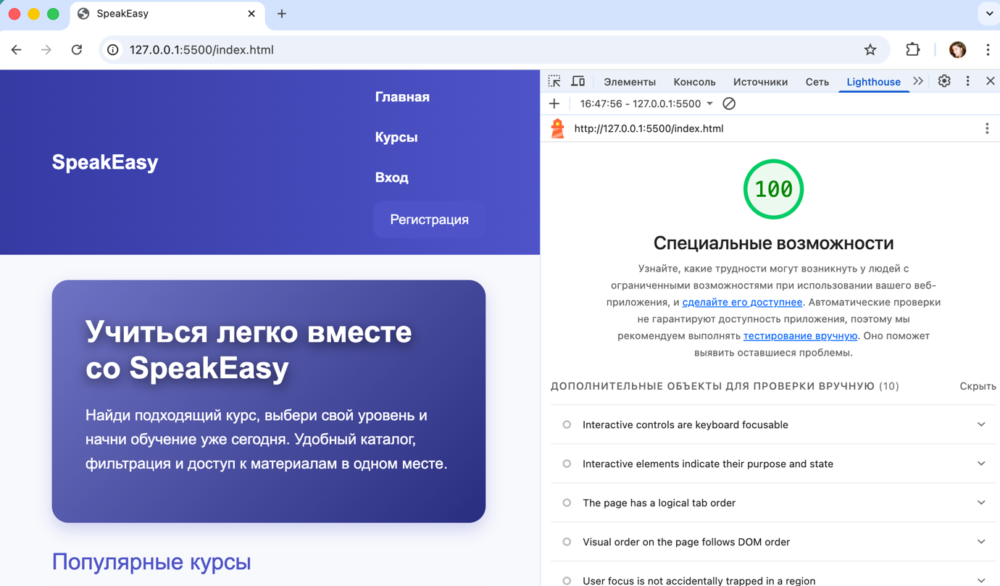 SpeakEasy
127.0.0.1:5500/index.html
Главная
Курсы
SpeakEasy
Вход
Регистрация
Учиться легко вместе
со SpeakEasy
Найди подходящий курс, выбери свой уровень и
начни обучение уже сегодня. Удобный каталог,
фильтрация и доступ к материалам в одном месте.
Популярные курсы
Элементы Консоль Источники Сеть Lighthouse
16:47:56 - 127.0.0.1:5500
http://127.0.0.1:5500/index.html
100
Специальные возможности
Узнайте, какие трудности могут возникнуть у людей с
ограниченными возможностями при использовании вашего веб-
приложения, и сделайте его доступнее. Автоматические проверки
не гарантируют доступность приложения, поэтому мы
рекомендуем выполнять тестирование вручную. Оно поможет
выявить оставшиеся проблемы.
ДОПОЛНИТЕЛЬНЫЕ ОБЪЕКТЫ ДЛЯ ПРОВЕРКИ ВРУЧНУЮ (10) Скрыть
Interactive controls are keyboard focusable
Interactive elements indicate their purpose and state
The page has a logical tab order
Visual order on the page follows DOM order
User focus is not accidentally trapped in a region